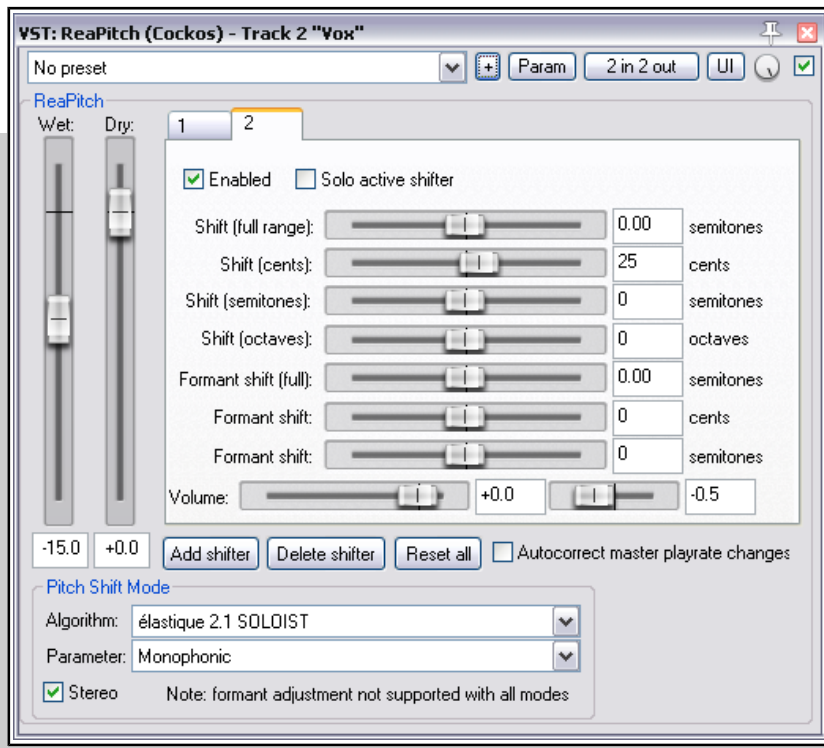 VST: ReaPitch (Cockos) - Track 2 "Vox"
No preset + Param 2 in 2 out UI
ReaPitch
Wet: Dry: 1 2
Enabled Solo active shifter
Shift (full range): 0.00 semitones
Shift (cents): 25 cents
Shift (semitones): 0 semitones
Shift (octaves): 0 octaves
Formant shift (full): 0.00 semitones
Formant shift: 0 cents
Formant shift: 0 semitones
Volume: +0.0 -0.5
-15.0 +0.0 Add shifter Delete shifter Reset all Autocorrect master playrate changes
Pitch Shift Mode
Algorithm: élastique 2.1 SOLOIST
Parameter: Monophonic
Stereo Note: formant adjustment not supported with all modes